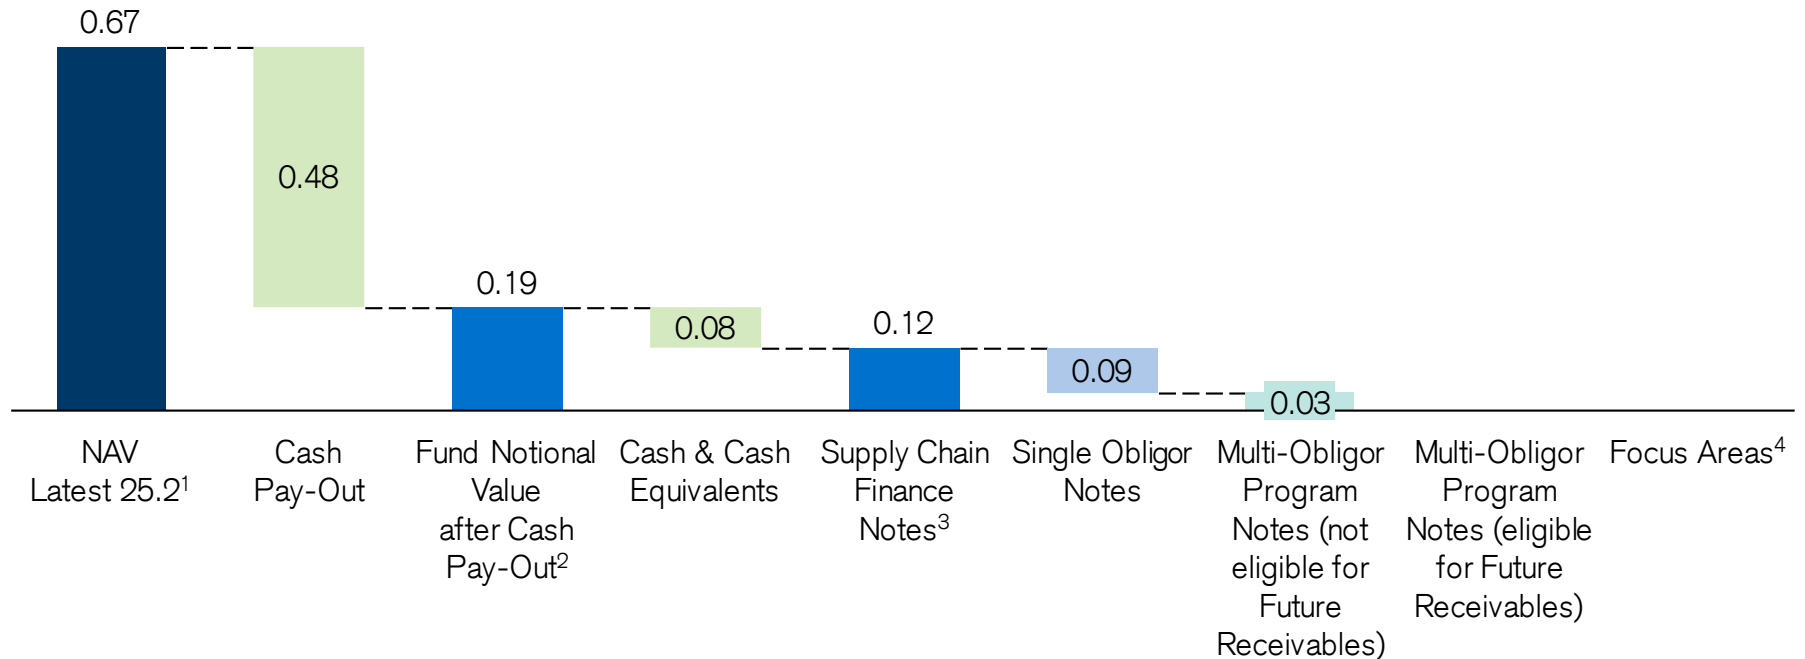 0.67
0.48
0.19
0.08
0.12
0.09
0.03
NAV
Latest 25.2¹
Cash
Pay-Out
Fund Notional
Value
after Cash
Pay-Out²
Cash & Cash
Equivalents
Supply Chain
Finance
Notes³
Single Obligor
Notes
Multi-Obligor
Program
Notes (not
eligible for
Future
Receivables)
Multi-Obligor
Program
Notes (eligible
for Future
Receivables)
Focus Areas⁴